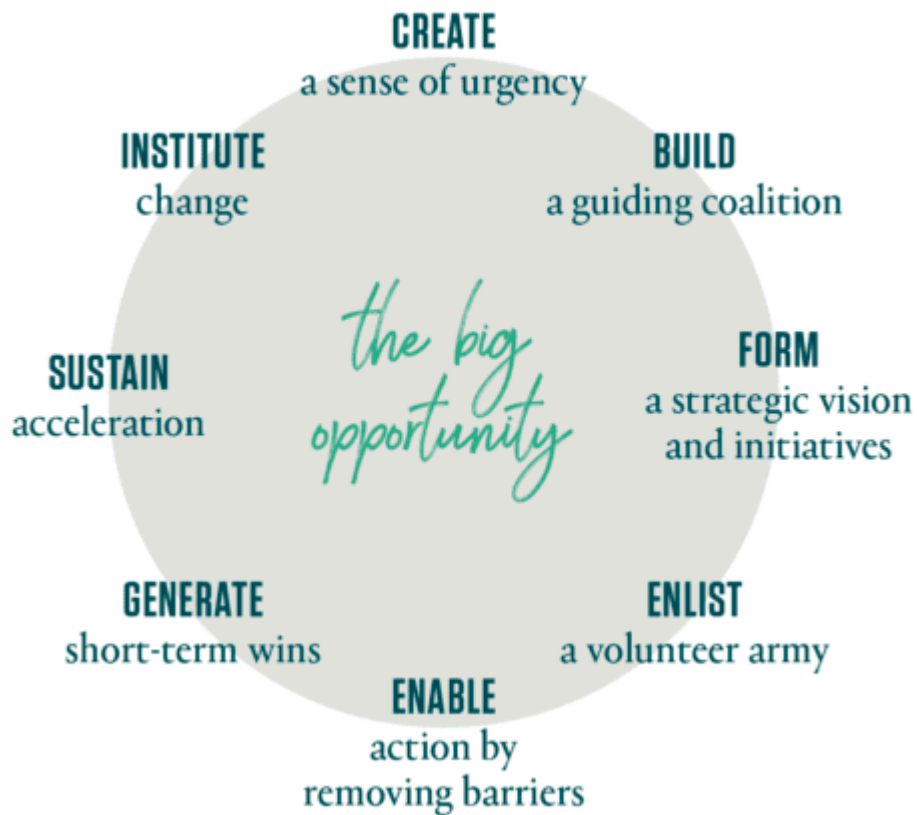 CREATE
a sense of urgency
BUILD
a guiding coalition
FORM
a strategic vision
and initiatives
ENLIST
a volunteer army
ENABLE
action by
removing barriers
GENERATE
short-term wins
SUSTAIN
acceleration
INSTITUTE
change
the big
opportunity